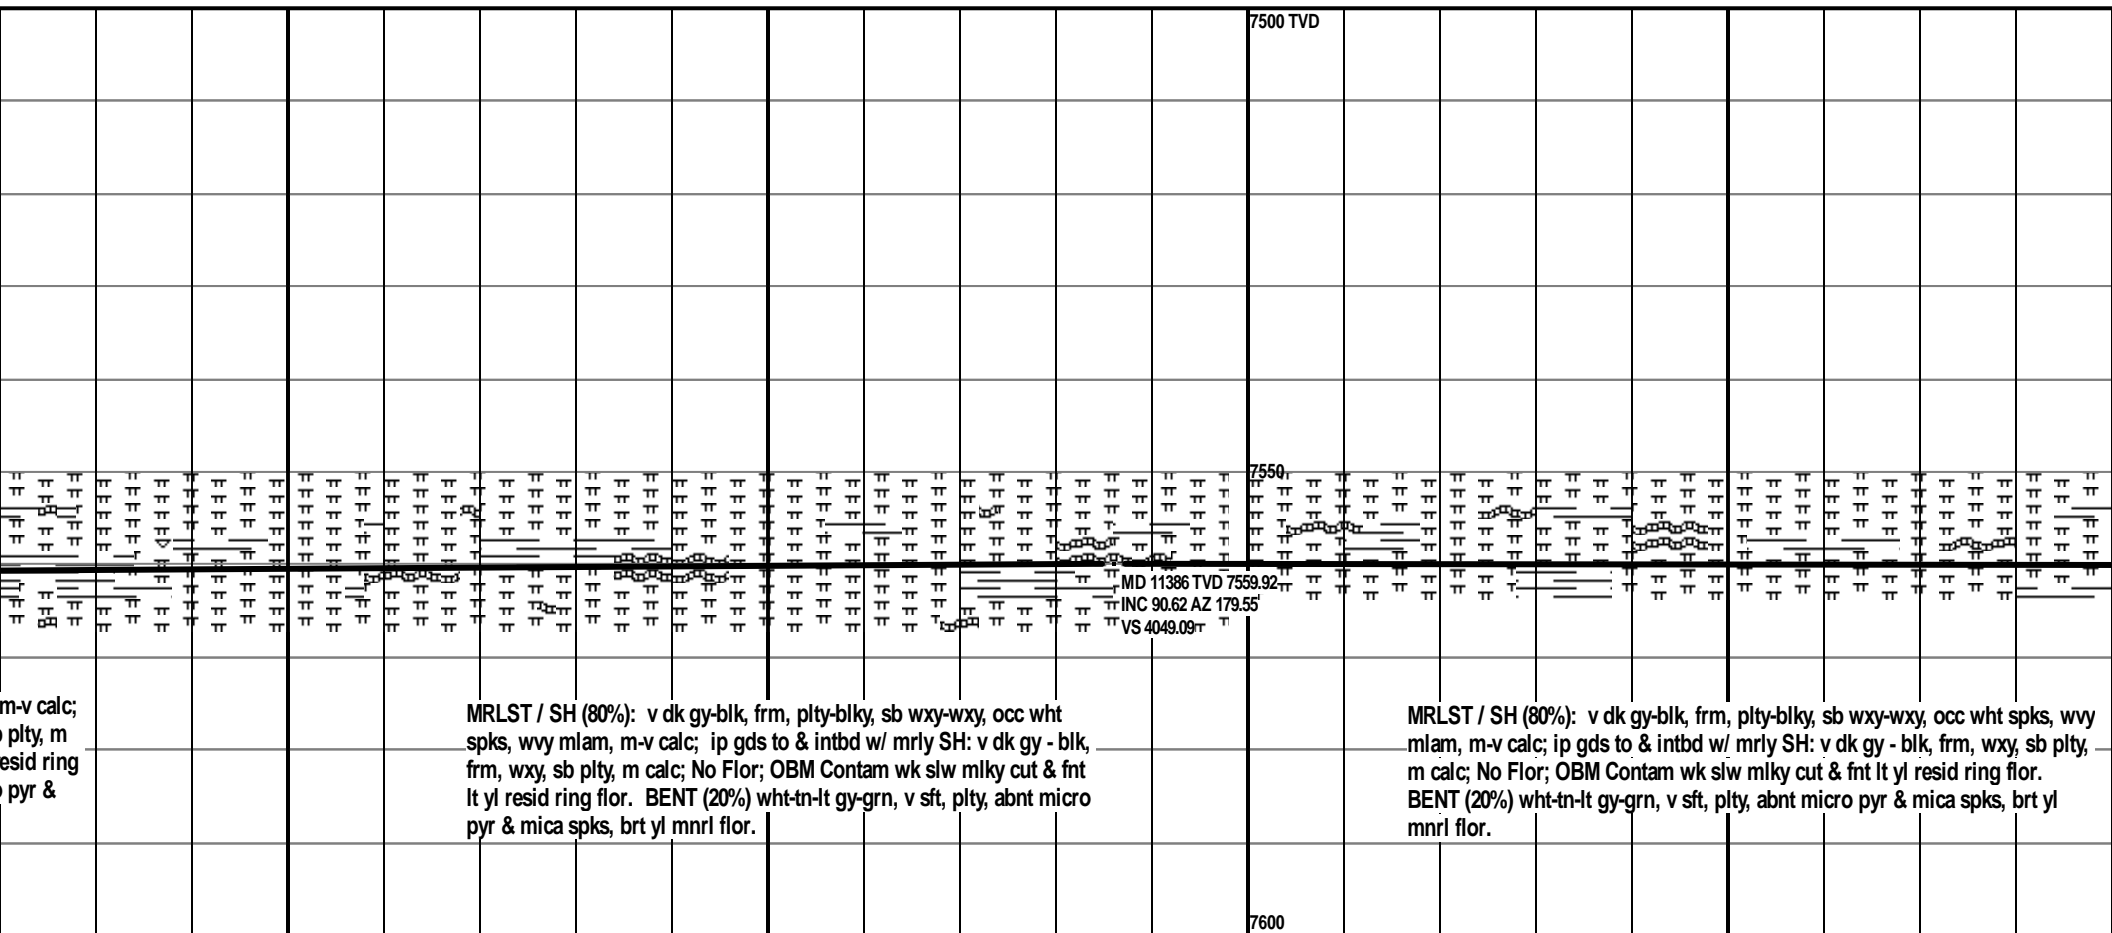 7500 TVD
7550
MD 11386 TVD 7559.92
INC 90.62 AZ 179.55
VS 4049.09
m-v calc;
plty, m
resid ring
pyr &
MRLST / SH (80%): v dk gy-blk, frm, plty-blky, sb wxy-wxy, occ wht
spks, wvy mlam, m-v calc; ip gds to & intbd w/ mrly SH: v dk gy - blk,
frm, wxy, sb plty, m calc; No Flor; OBM Contam wk slw mlky cut & fnt
lt yl resid ring flor. BENT (20%) wht-tn-lt gy-grn, v sft, plty, abnt micro
pyr & mica spks, brt yl mnrl flor.
MRLST / SH (80%): v dk gy-blk, frm, plty-blky, sb wxy-wxy, occ wht spks, wvy
mlam, m-v calc; ip gds to & intbd w/ mrly SH: v dk gy - blk, frm, wxy, sb plty,
m calc; No Flor; OBM Contam wk slw mlky cut & fnt lt yl resid ring flor.
BENT (20%) wht-tn-lt gy-grn, v sft, plty, abnt micro pyr & mica spks, brt yl
mnrl flor.
7600